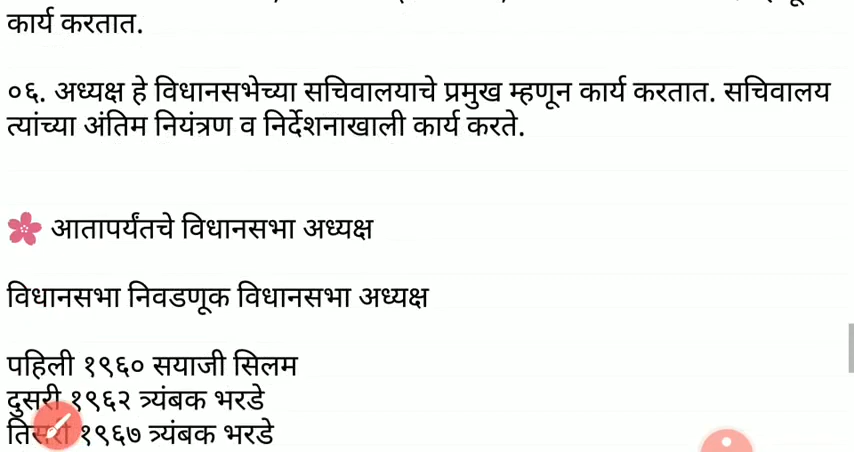 कार्य करतात.
०६. अध्यक्ष हे विधानसभेच्या सचिवालयाचे प्रमुख म्हणून कार्य करतात. सचिवालय
त्यांच्या अंतिम नियंत्रण व निर्देशनाखाली कार्य करते.
आतापर्यंतचे विधानसभा अध्यक्ष
विधानसभा निवडणूक विधानसभा अध्यक्ष
पहिली १९६० सयाजी सिलम
दुसरी १९६२ त्र्यंबक भरडे
तिसरी १९६७ त्र्यंबक भरडे